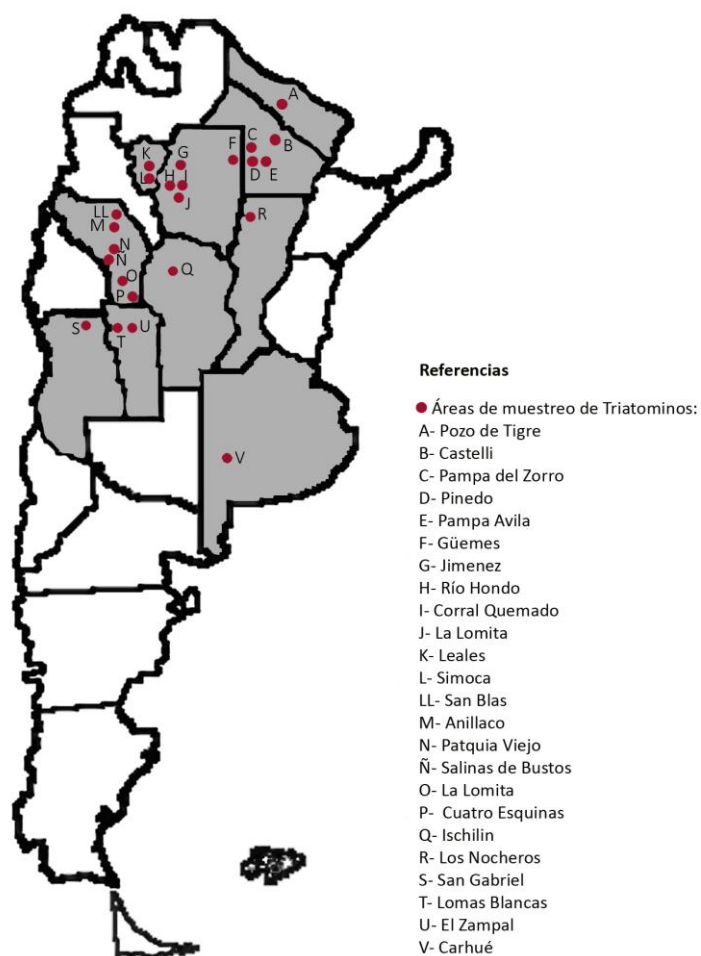 A
B
C
F
D
E
K
G
L
H
I
J
LL
M
R
N
Ñ
Q
O
P
S
U
T
V
Referencias
Áreas de muestreo de Triatominos:
A- Pozo de Tigre
B- Castelli
C- Pampa del Zorro
D- Pinedo
E- Pampa Avila
F- Güemes
G- Jimenez
H- Río Hondo
I- Corral Quemado
J- La Lomita
K- Leales
L- Simoca
LL- San Blas
M- Anillaco
N- Patquia Viejo
Ñ- Salinas de Bustos
O- La Lomita
P- Cuatro Esquinas
Q- Ischilin
R- Los Nocheros
S- San Gabriel
T- Lomas Blancas
U- El Zampal
V- Carhué